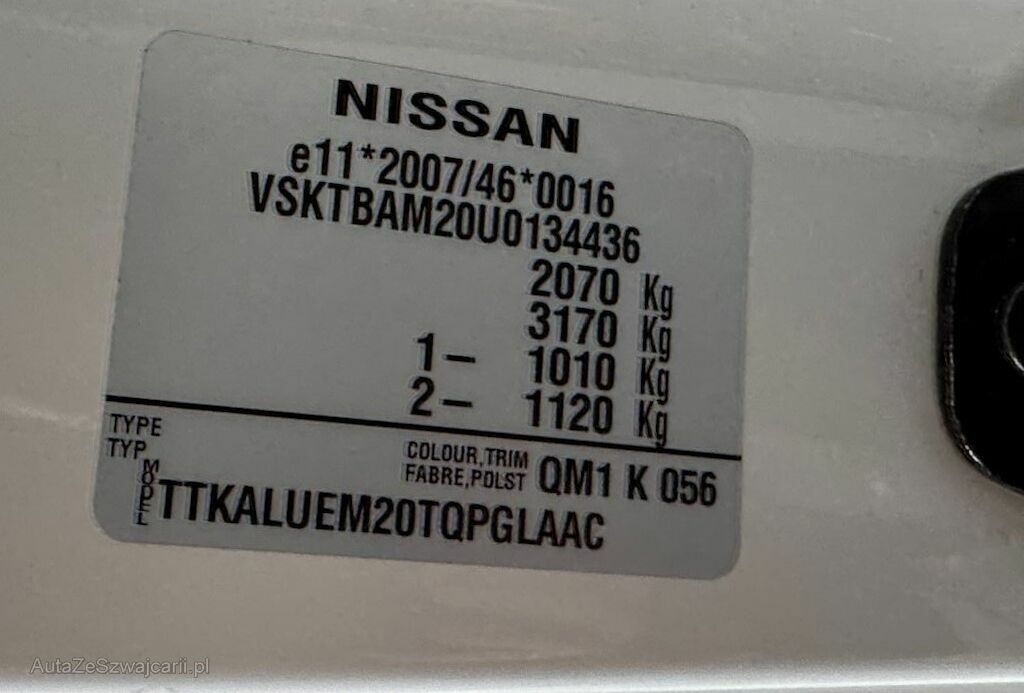 NISSAN
e11*2007/46*0016
VSKTBAM20U0134436
2070 Kg
3170 Kg
1– 1010 Kg
2– 1120 Kg
TYPE
TYP
COLOUR,TRIM
FABRE,POLST
QM1 K 056
MODEL
TTKALUEM20TQPGLAAC
AutaZeSzwajcarii.pl